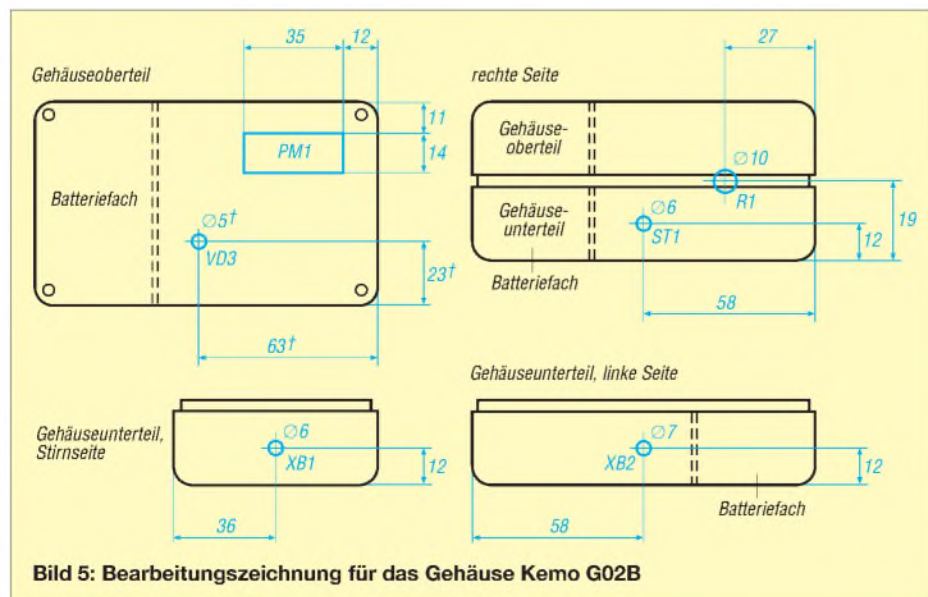 35
12
27
Gehäuseoberteil
rechte Seite
11
PM1
14
Gehäuse-
oberteil
∅10
Batteriefach
R1
∅5†
VD3
Gehäuse-
unterteil
∅6
ST1
19
12
23†
Batteriefach
58
63†
Gehäuseunterteil, linke Seite
Gehäuseunterteil,
Stirnseite
∅6
XB1
12
∅7
XB2
12
36
58
Batteriefach
Bild 5: Bearbeitungszeichnung für das Gehäuse Kemo G02B